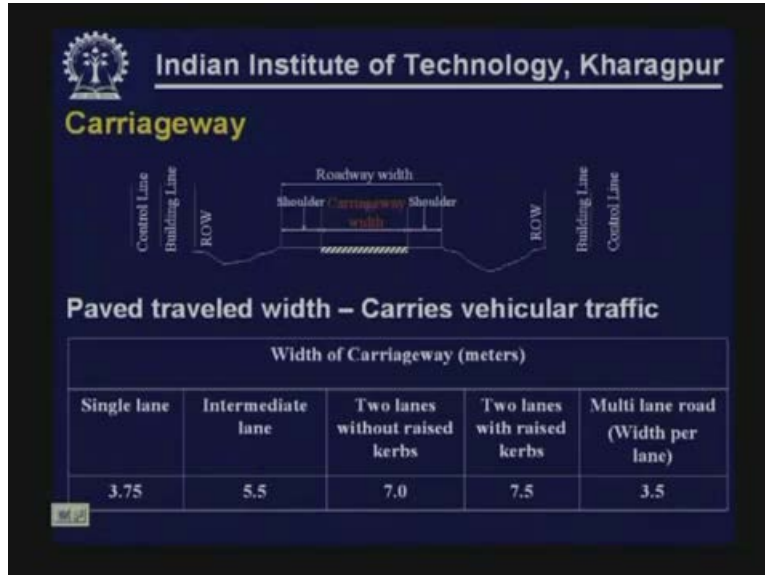 Indian Institute of Technology, Kharagpur
Carriageway
Roadway width
Control Line
Building Line
ROW
Shoulder Carriageway Shoulder
width
ROW
Building Line
Control Line
Paved traveled width – Carries vehicular traffic
Width of Carriageway (meters)
Single lane
Intermediate
lane
Two lanes
without raised
kerbs
Two lanes
with raised
kerbs
Multi lane road
(Width per
lane)
3.75 5.5 7.0 7.5 3.5